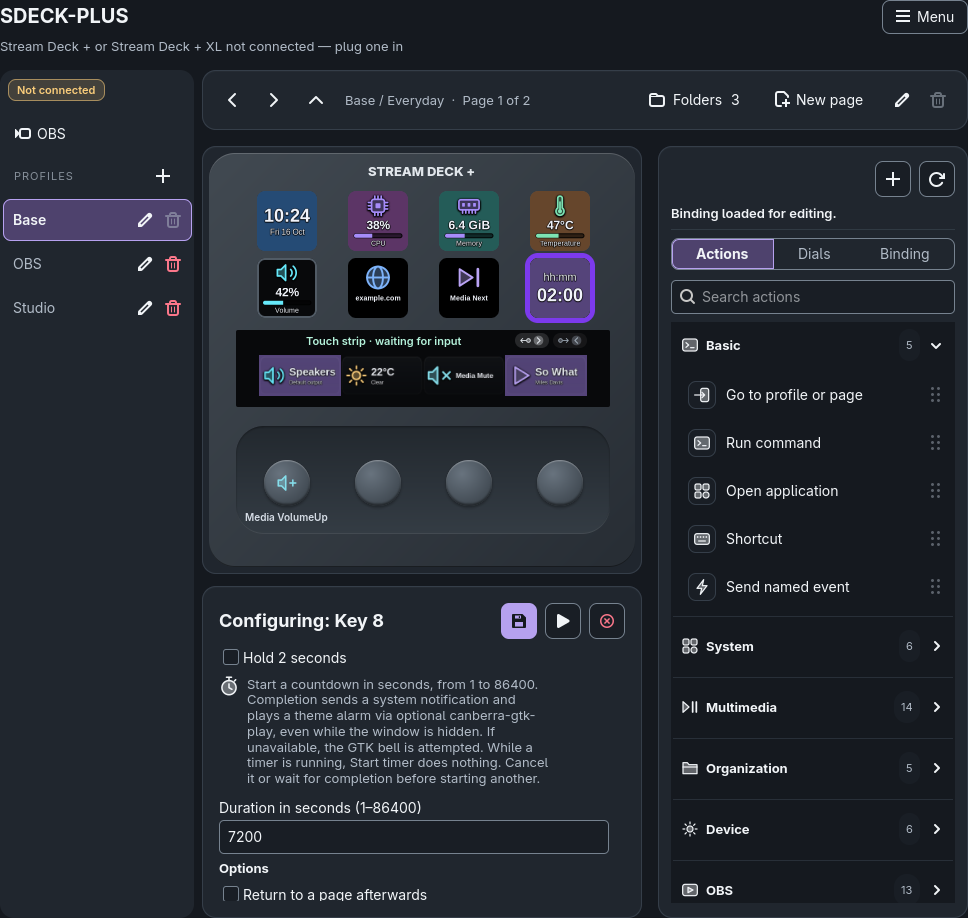 SDECK-PLUS
Menu
Stream Deck + or Stream Deck + XL not connected — plug one in
Not connected
OBS
PROFILES
Base
OBS
Studio
Base / Everyday · Page 1 of 2
Folders 3
New page
STREAM DECK +
10:24
Fri 16 Oct
38%
CPU
6.4 GiB
Memory
47°C
Temperature
42%
Volume
example.com
Media Next
hh:mm
02:00
Touch strip · waiting for input
Speakers
Default output
22°C
Clear
Media Mute
So What
Miles Davis
Media VolumeUp
Configuring: Key 8
Hold 2 seconds
Start a countdown in seconds, from 1 to 86400.
Completion sends a system notification and
plays a theme alarm via optional canberra-gtk-
play, even while the window is hidden. If
unavailable, the GTK bell is attempted. While a
timer is running, Start timer does nothing. Cancel
it or wait for completion before starting another.
Duration in seconds (1–86400)
7200
Options
Return to a page afterwards
Binding loaded for editing.
Actions
Dials
Binding
Search actions
Basic 5
Go to profile or page
Run command
Open application
Shortcut
Send named event
System 6
Multimedia 14
Organization 5
Device 6
OBS 13